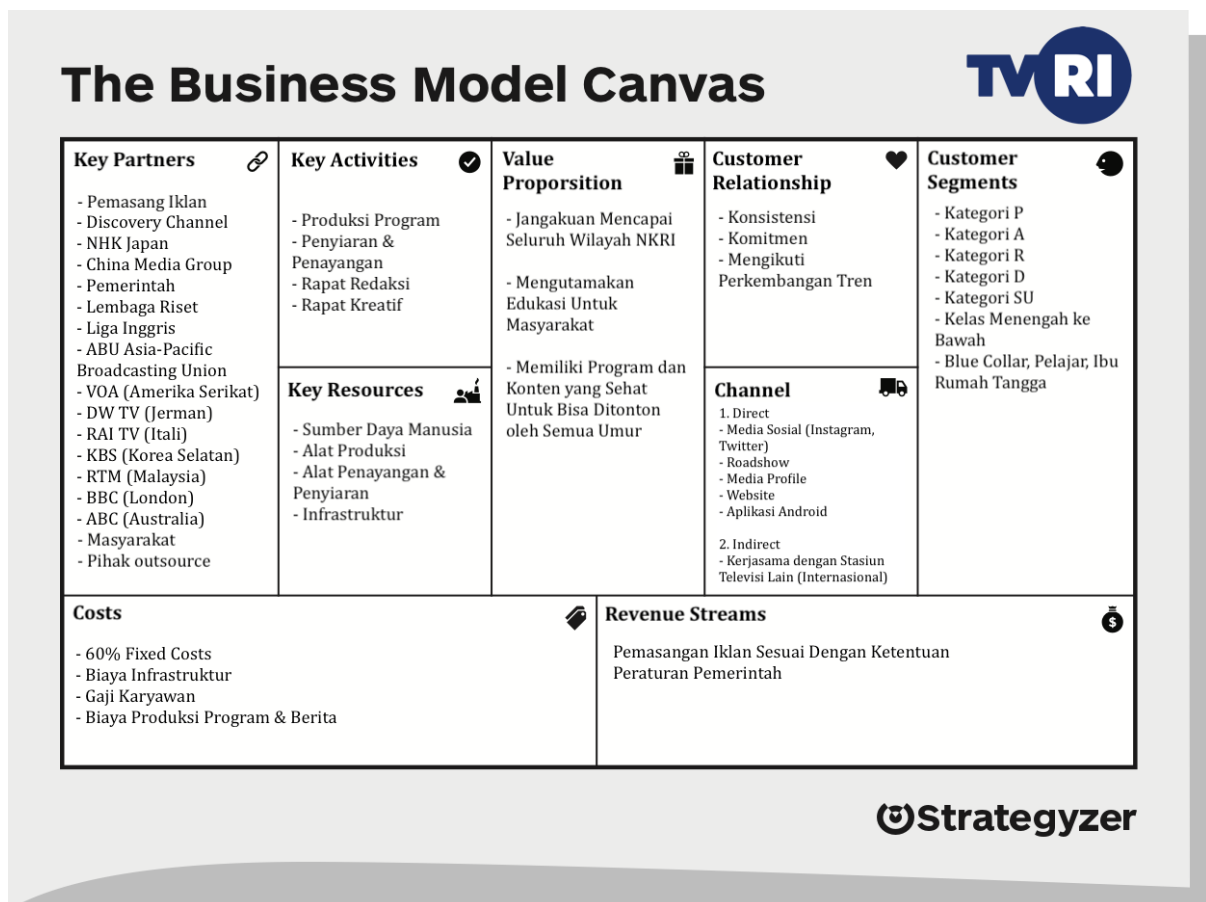 The Business Model Canvas
TVRI
Key Partners
- Pemasang Iklan
- Discovery Channel
- NHK Japan
- China Media Group
- Pemerintah
- Lembaga Riset
- Liga Inggris
- ABU Asia-Pacific
Broadcasting Union
- VOA (Amerika Serikat)
- DW TV (Jerman)
- RAI TV (Itali)
- KBS (Korea Selatan)
- RTM (Malaysia)
- BBC (London)
- ABC (Australia)
- Masyarakat
- Pihak outsource
Key Activities
- Produksi Program
- Penyiaran &
Penayangan
- Rapat Redaksi
- Rapat Kreatif
Key Resources
- Sumber Daya Manusia
- Alat Produksi
- Alat Penayangan &
Penyiaran
- Infrastruktur
Value
Proporsition
- Jangakuan Mencapai
Seluruh Wilayah NKRI
- Mengutamakan
Edukasi Untuk
Masyarakat
- Memiliki Program dan
Konten yang Sehat
Untuk Bisa Ditonton
oleh Semua Umur
Customer
Relationship
- Konsistensi
- Komitmen
- Mengikuti
Perkembangan Tren
Channel
1. Direct
- Media Sosial (Instagram,
Twitter)
- Roadshow
- Media Profile
- Website
- Aplikasi Android
2. Indirect
- Kerjasama dengan Stasiun
Televisi Lain (Internasional)
Customer
Segments
- Kategori P
- Kategori A
- Kategori R
- Kategori D
- Kategori SU
- Kelas Menengah ke
Bawah
- Blue Collar, Pelajar, Ibu
Rumah Tangga
Costs
- 60% Fixed Costs
- Biaya Infrastruktur
- Gaji Karyawan
- Biaya Produksi Program & Berita
Revenue Streams
$
Pemasangan Iklan Sesuai Dengan Ketentuan
Peraturan Pemerintah
Strategyzer